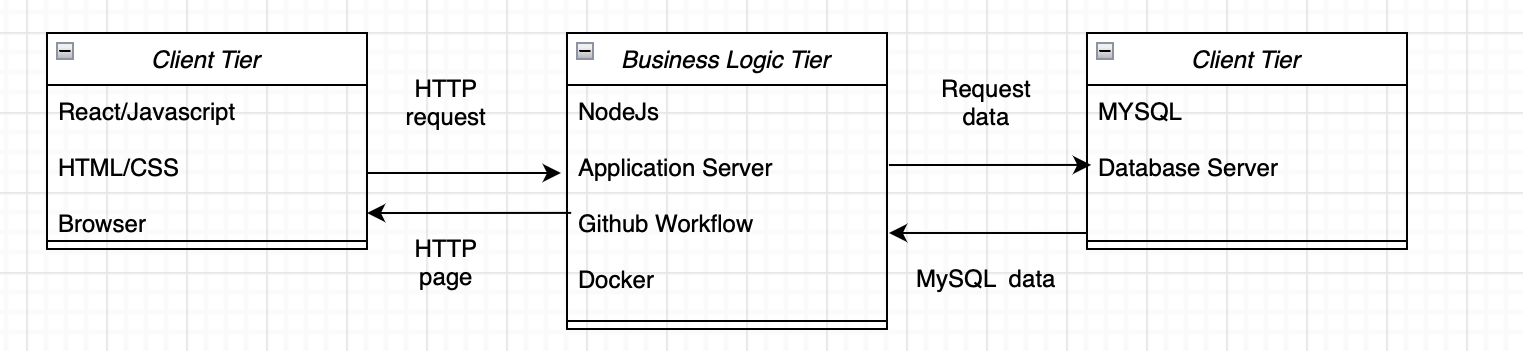 Client Tier
React/Javascript
HTML/CSS
Browser
HTTP
request
HTTP
page
Business Logic Tier
NodeJs
Application Server
Github Workflow
Docker
Request
data
MySQL data
Client Tier
MYSQL
Database Server